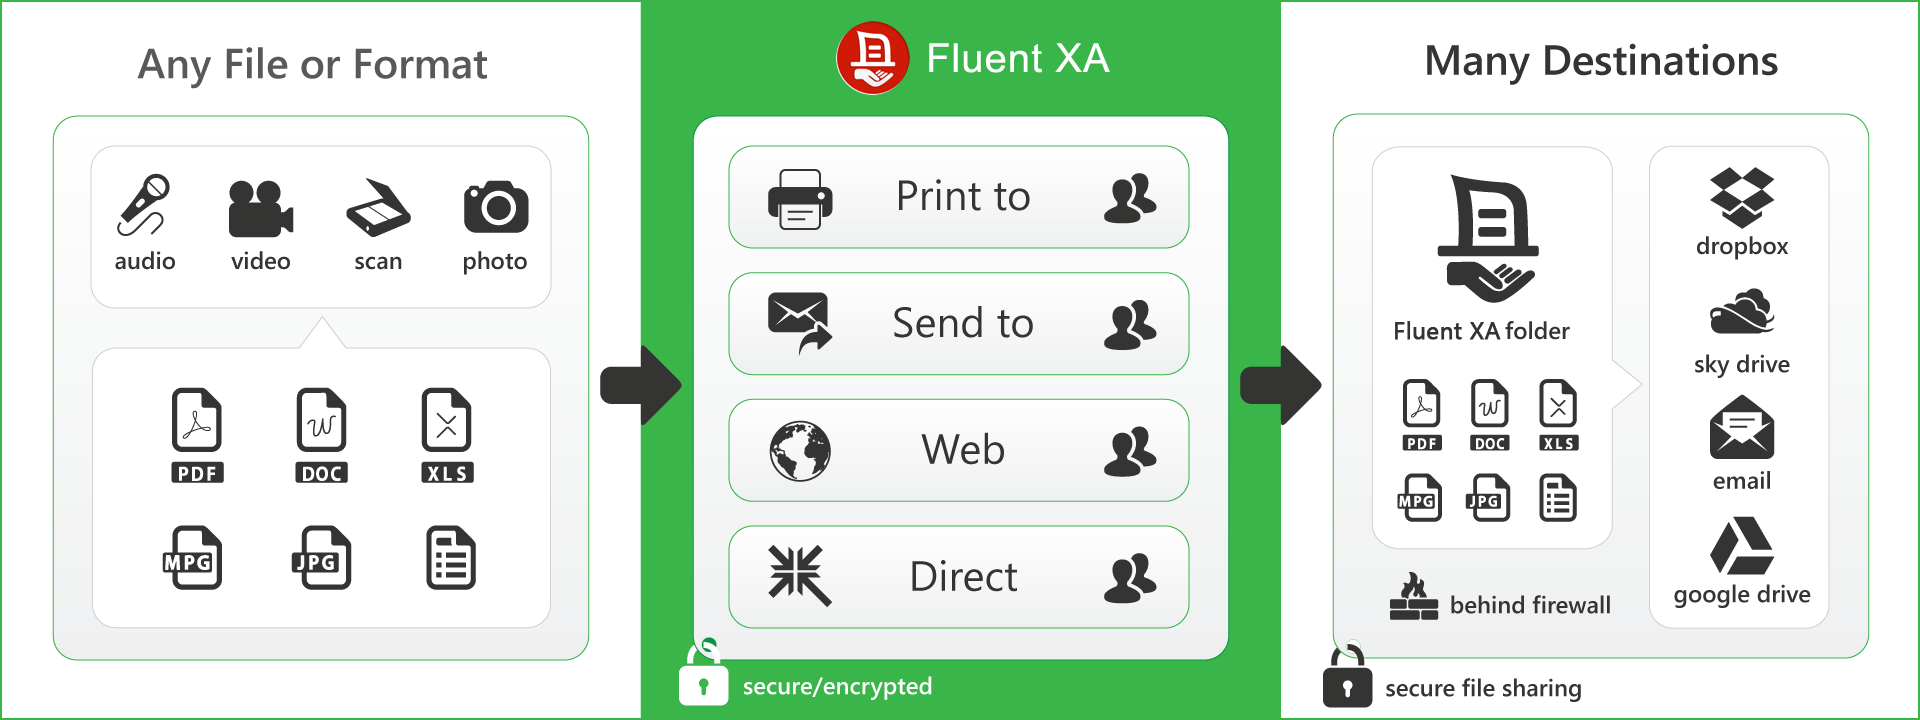 Any File or Format
audio video scan photo
PDF DOC XLS
MPG JPG
Fluent XA
Print to
Send to
Web
Direct
secure/encrypted
Many Destinations
Fluent XA folder
PDF DOC XLS
MPG JPG
behind firewall
dropbox
sky drive
email
google drive
secure file sharing